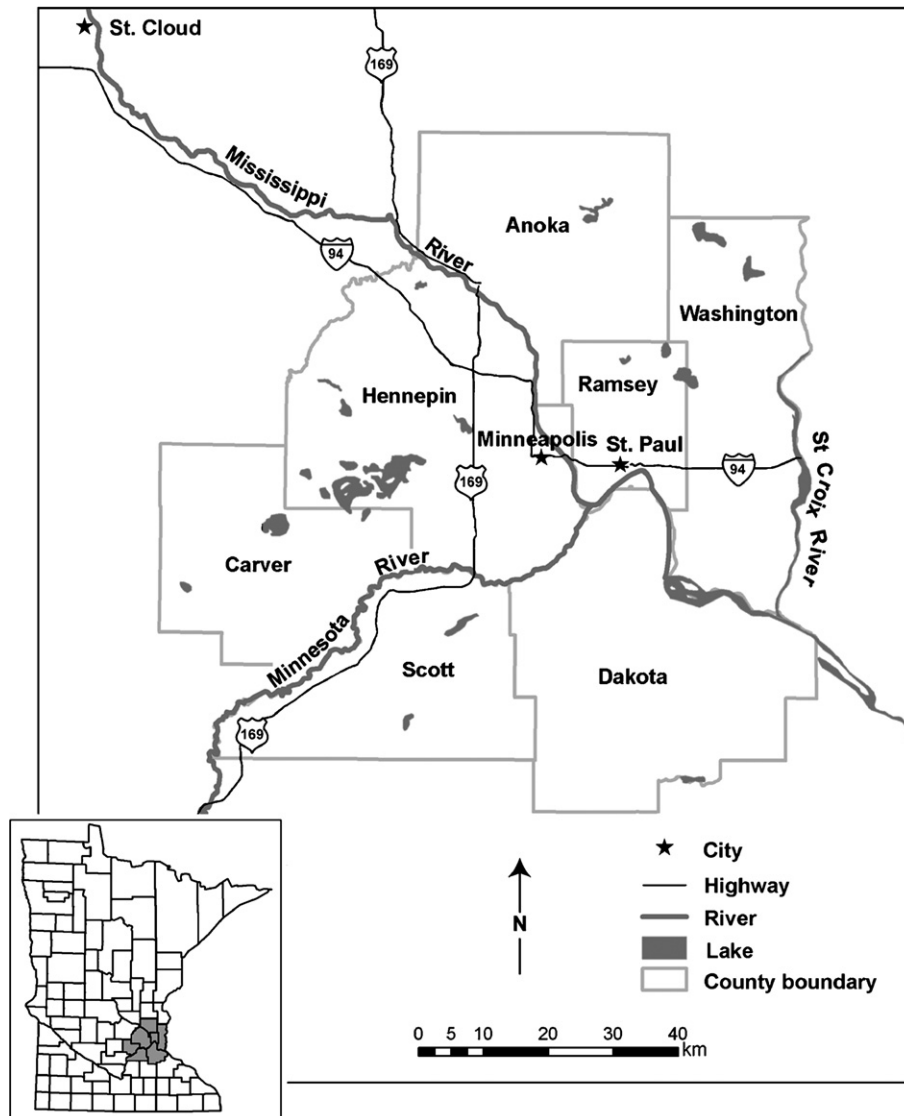 St. Cloud
169
Mississippi
River
Anoka
94
Washington
Hennepin
Ramsey
Minneapolis
St. Paul
169
94
St Croix River
Carver
River
Minnesota
Scott
Dakota
169
City
Highway
N
River
Lake
County boundary
0 5 10 20 30 40
km